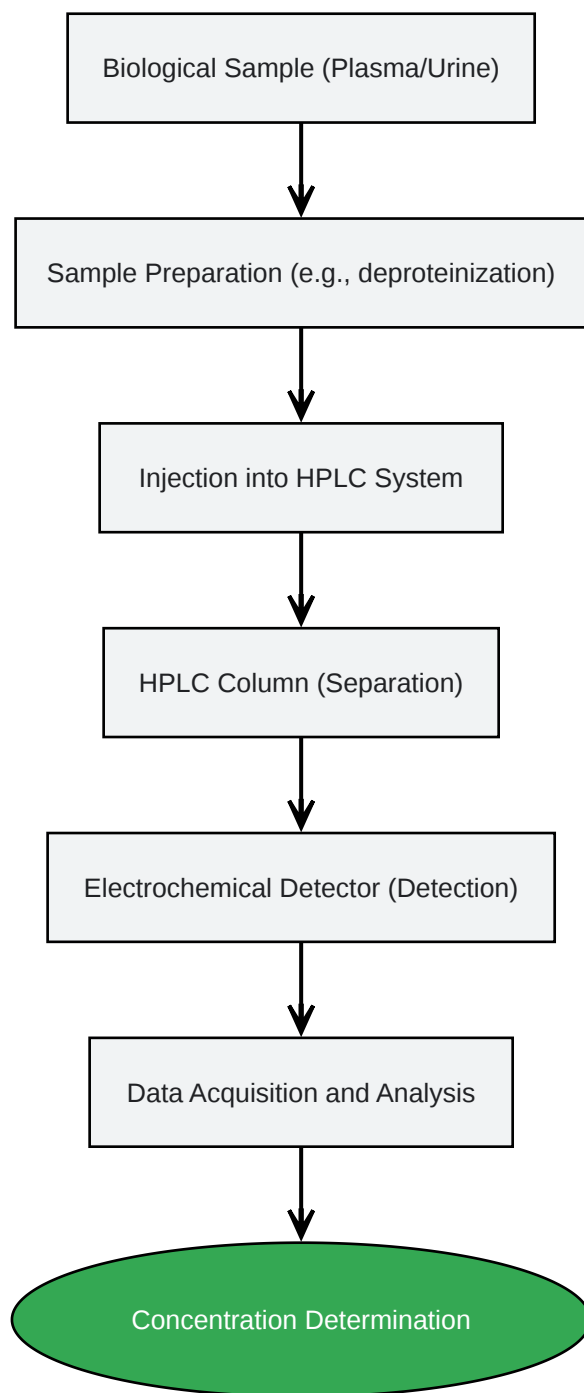 Biological Sample (Plasma/Urine)
Sample Preparation (e.g., deproteinization)
Injection into HPLC System
HPLC Column (Separation)
Electrochemical Detector (Detection)
Data Acquisition and Analysis
Concentration Determination